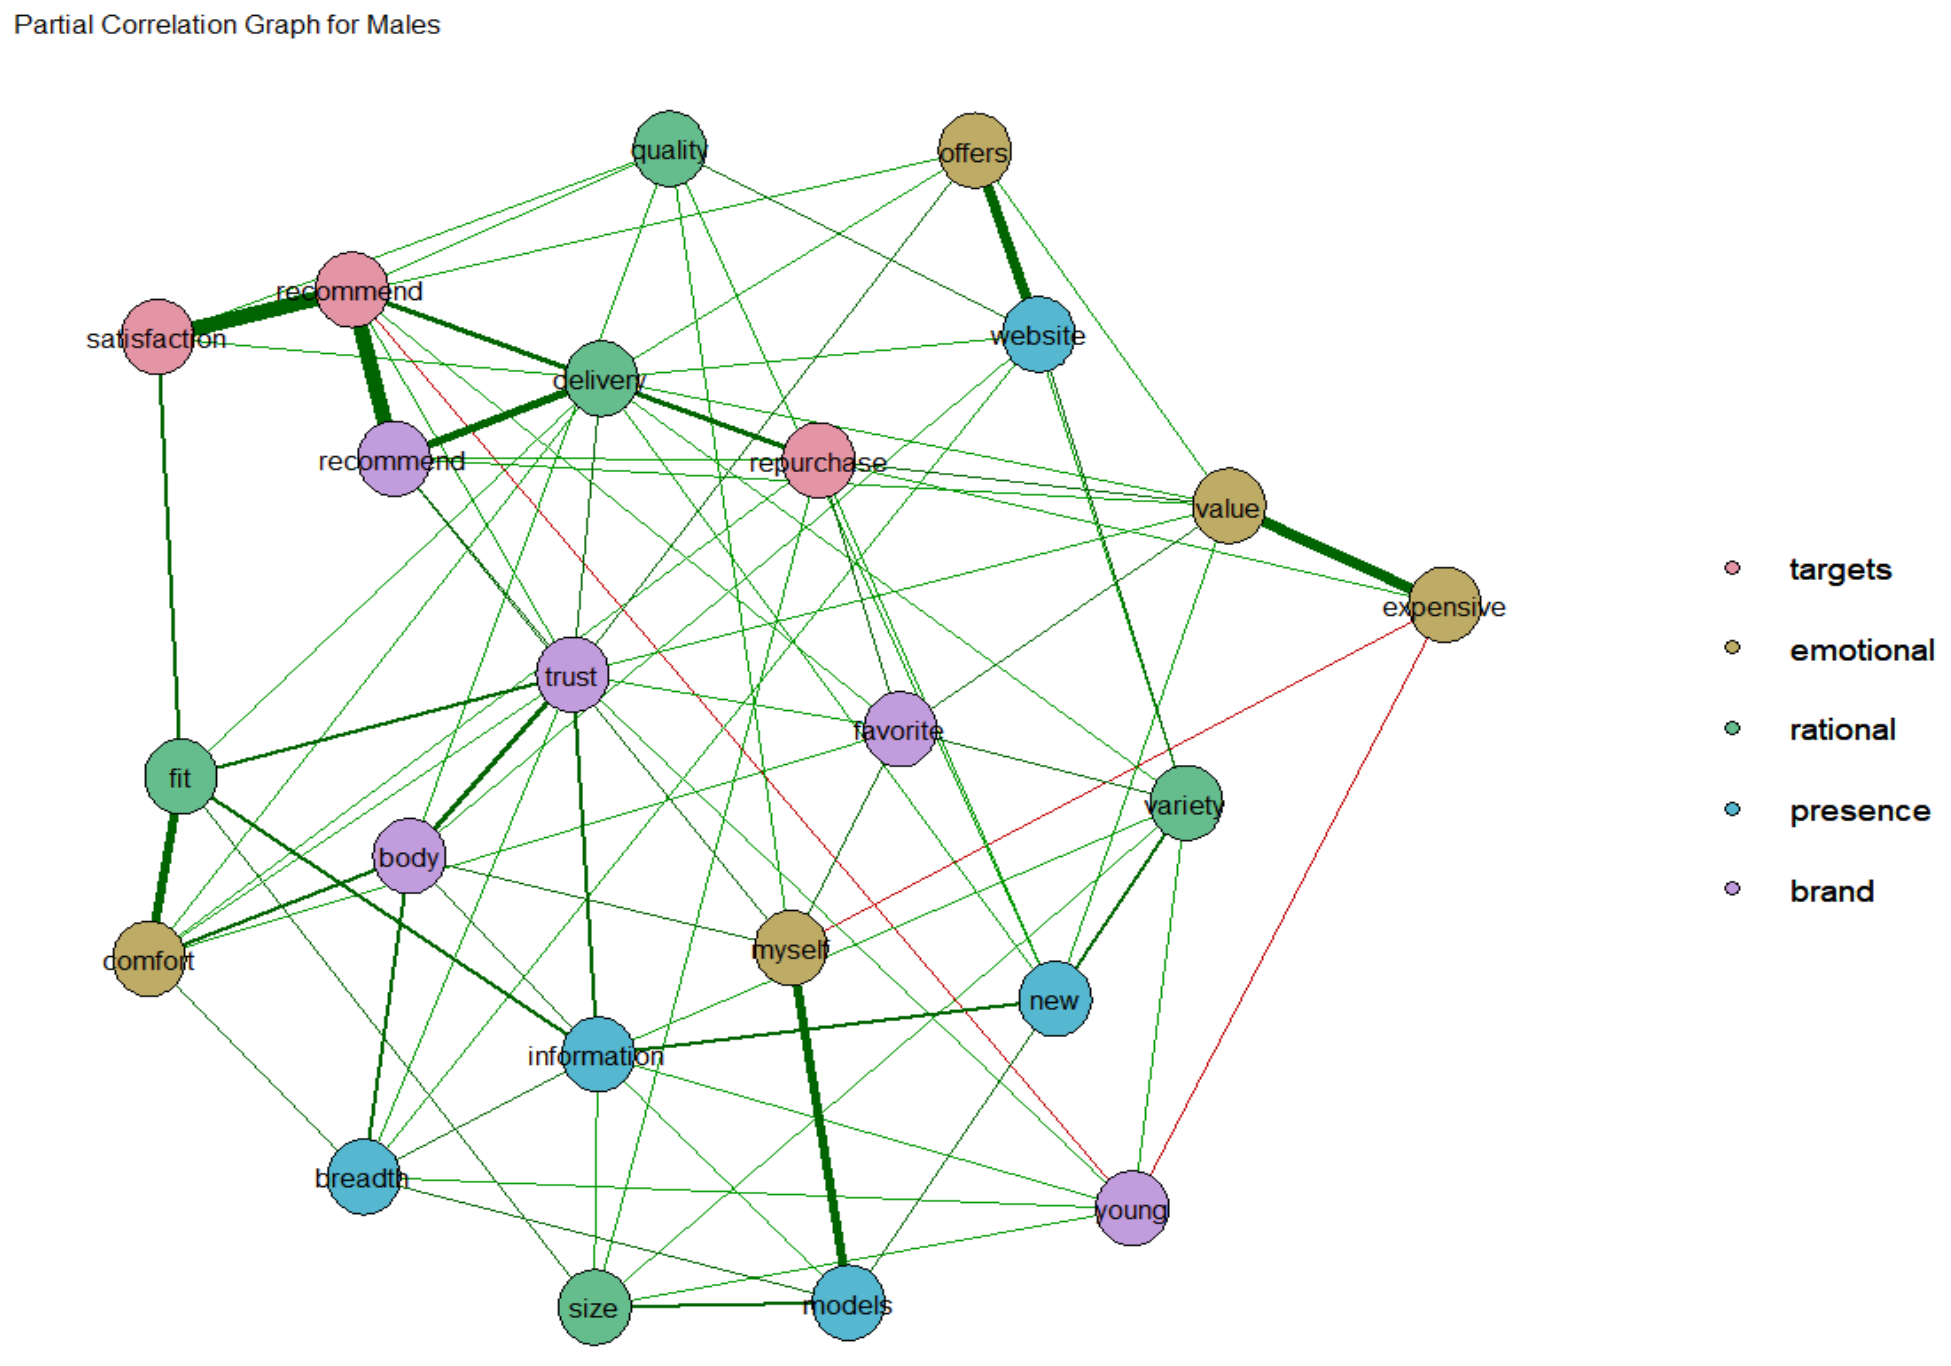 Partial Correlation Graph for Males
quality
offers
recommend
satisfaction
website
delivery
recommend
repurchase
value
targets
expensive
emotional
trust
favorite
rational
fit
variety
presence
body
brand
comfort
myself
new
information
breadth
young
size
models